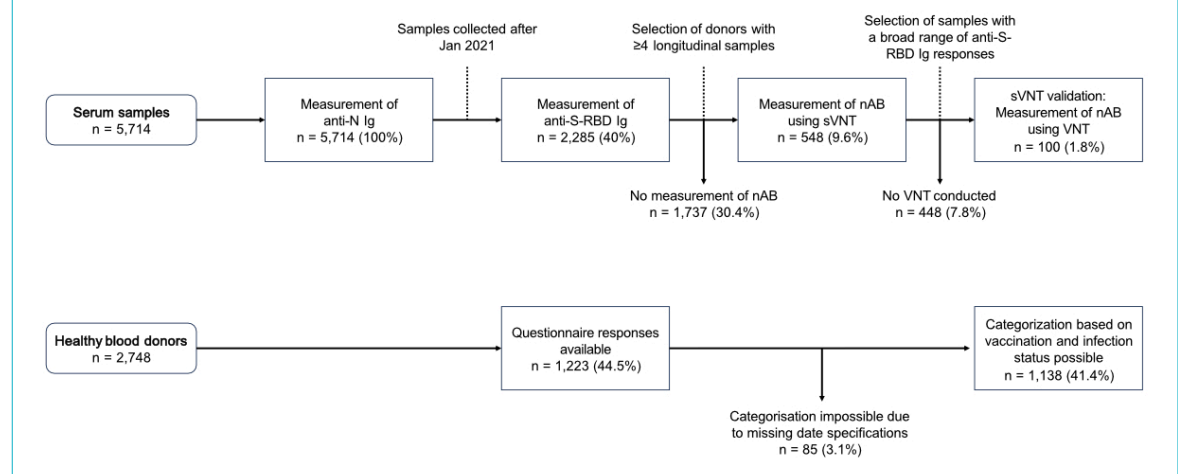 Samples collected after
Jan 2021
Selection of donors with
≥4 longitudinal samples
Selection of samples with
a broad range of anti-S-
RBD Ig responses
Serum samples
n = 5,714
Measurement of
anti-N Ig
n = 5,714 (100%)
Measurement of
anti-S-RBD Ig
n = 2,285 (40%)
Measurement of nAB
using sVNT
n = 548 (9.6%)
sVNT validation:
Measurement of nAB
using VNT
n = 100 (1.8%)
No measurement of nAB
n = 1,737 (30.4%)
No VNT conducted
n = 448 (7.8%)
Healthy blood donors
n = 2,748
Questionnaire responses
available
n = 1,223 (44.5%)
Categorization based on
vaccination and infection
status possible
n = 1,138 (41.4%)
Categorisation impossible due
to missing date specifications
n = 85 (3.1%)